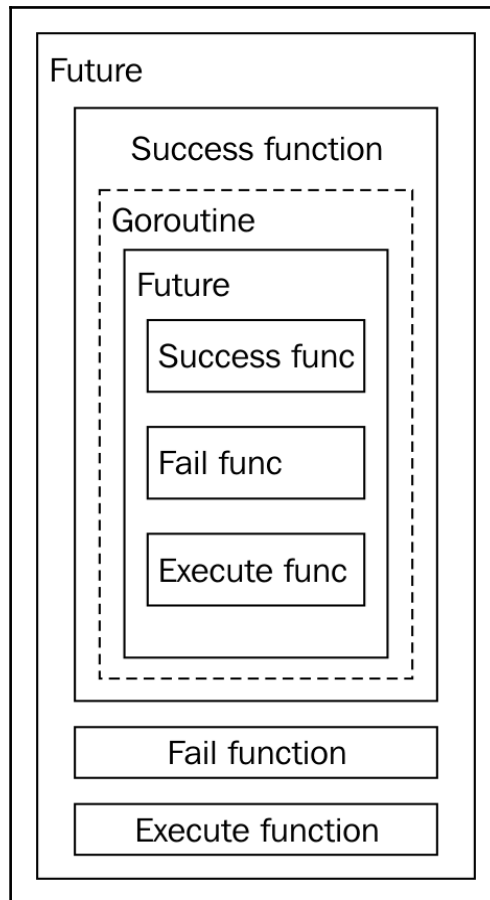 Future
Success function
Goroutine
Future
Success func
Fail func
Execute func
Fail function
Execute function